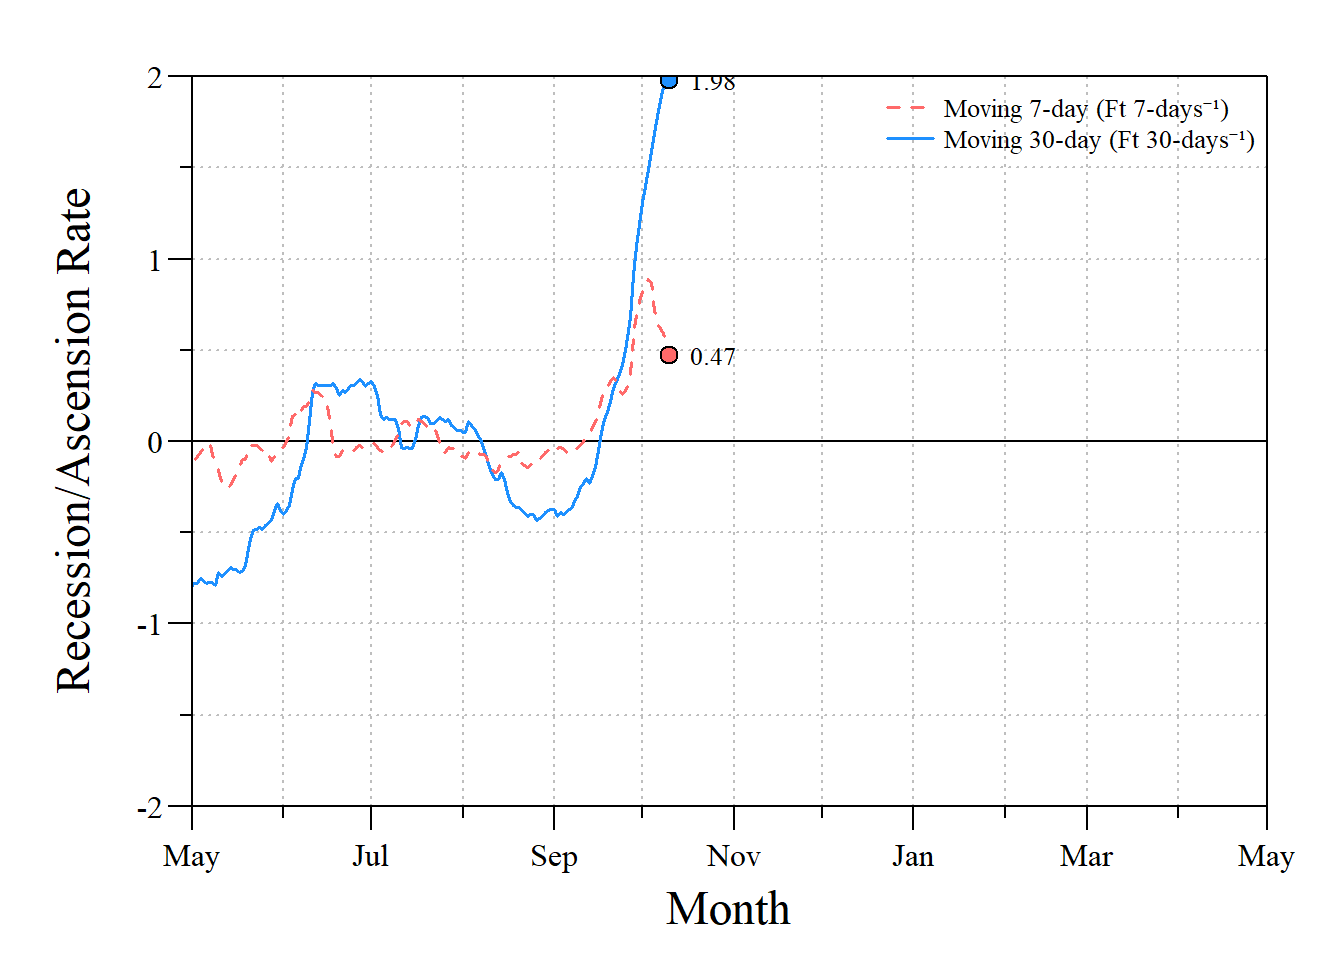 2
1
0
-1
-2
Recession/Ascension Rate
1.98
0.47
Moving 7-day (Ft 7-days⁻¹)
Moving 30-day (Ft 30-days⁻¹)
May Jul Sep Nov Jan Mar May
Month